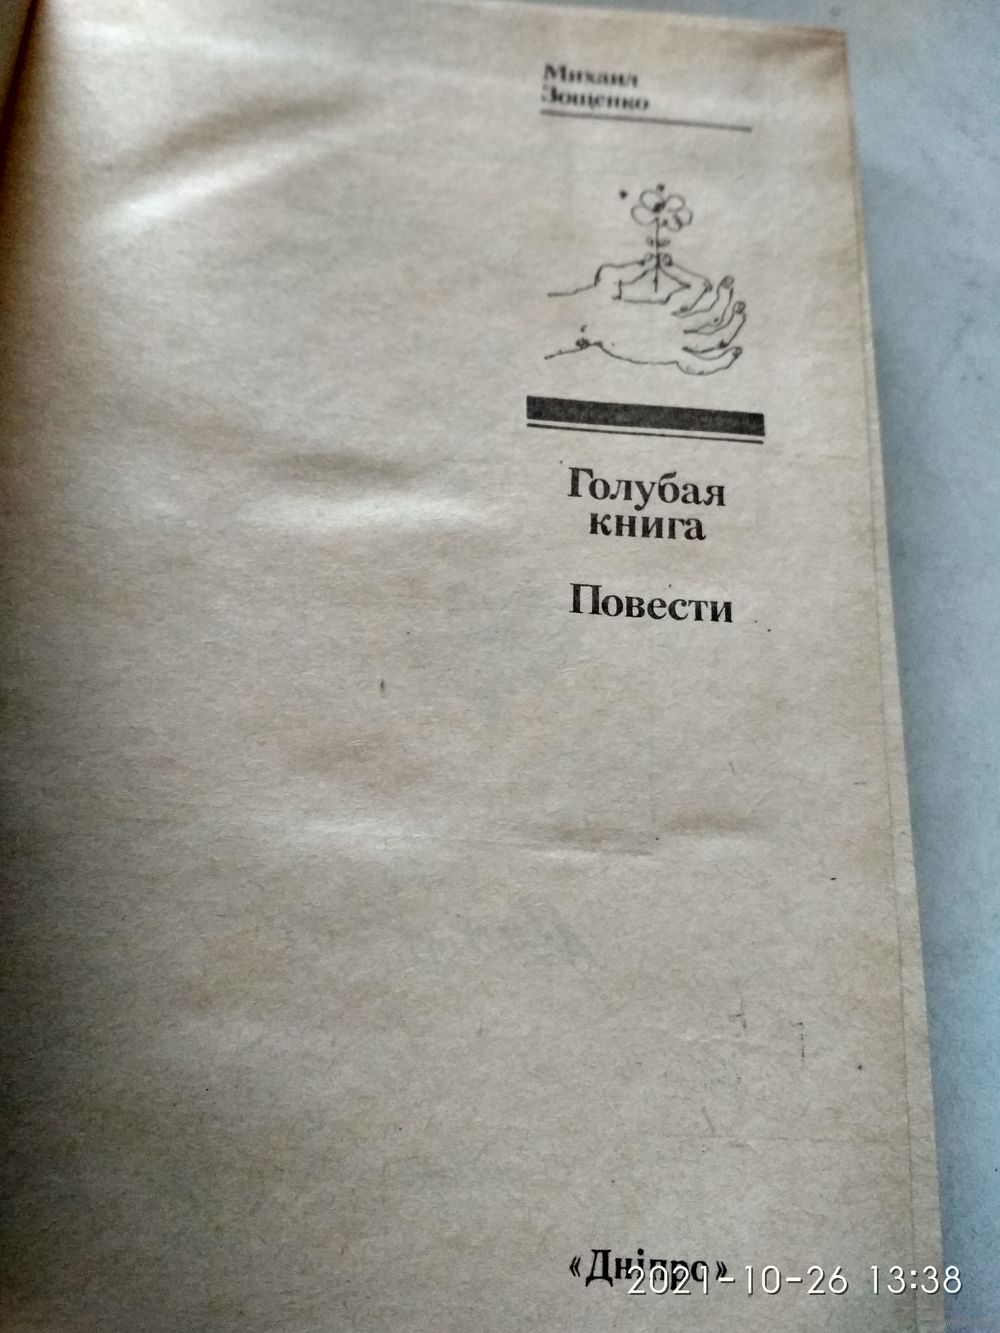 Михаил
Зощенко
Голубая
книга
Повести
«Дніпро»
2021-10-26 13:38